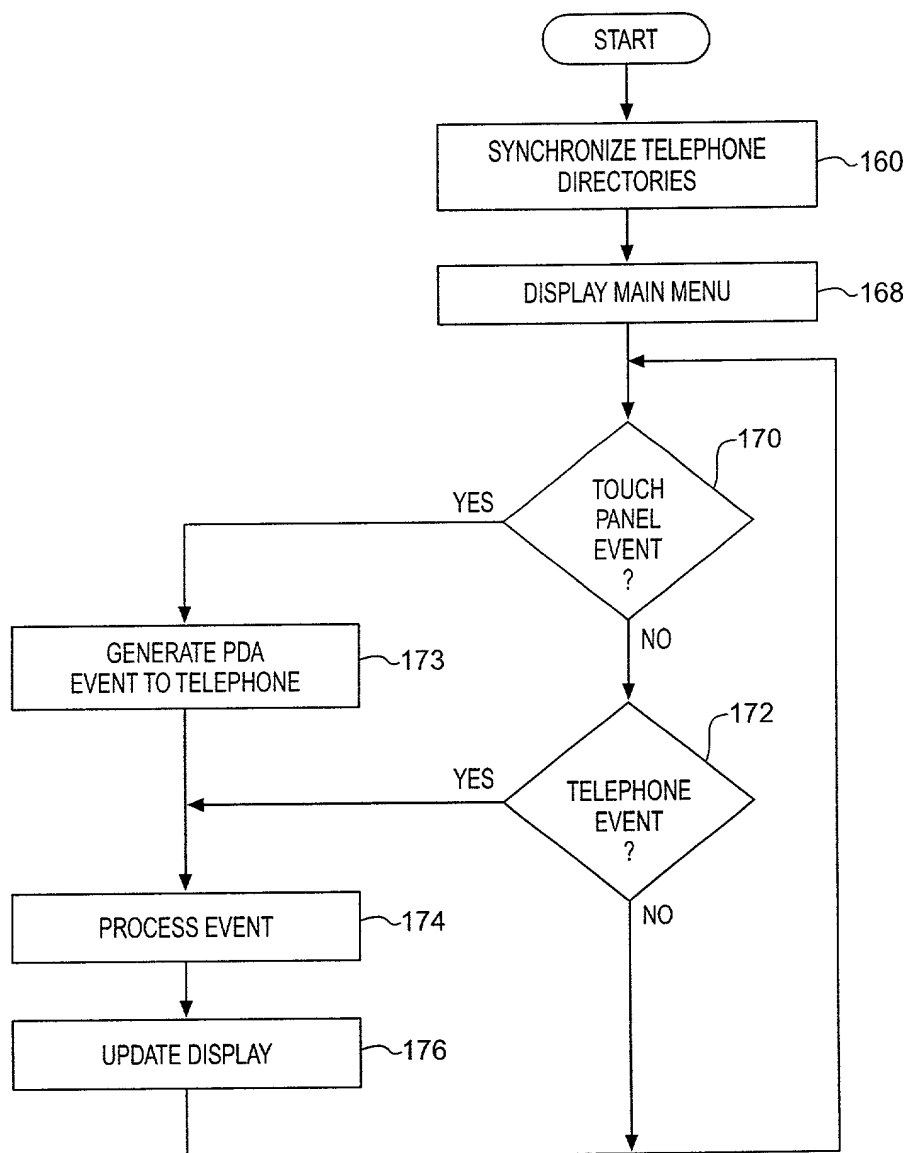 START
SYNCHRONIZE TELEPHONE
DIRECTORIES
160
DISPLAY MAIN MENU
168
170
TOUCH
PANEL
EVENT
?
YES
NO
GENERATE PDA
EVENT TO TELEPHONE
173
172
TELEPHONE
EVENT
?
YES
NO
PROCESS EVENT
174
UPDATE DISPLAY
176